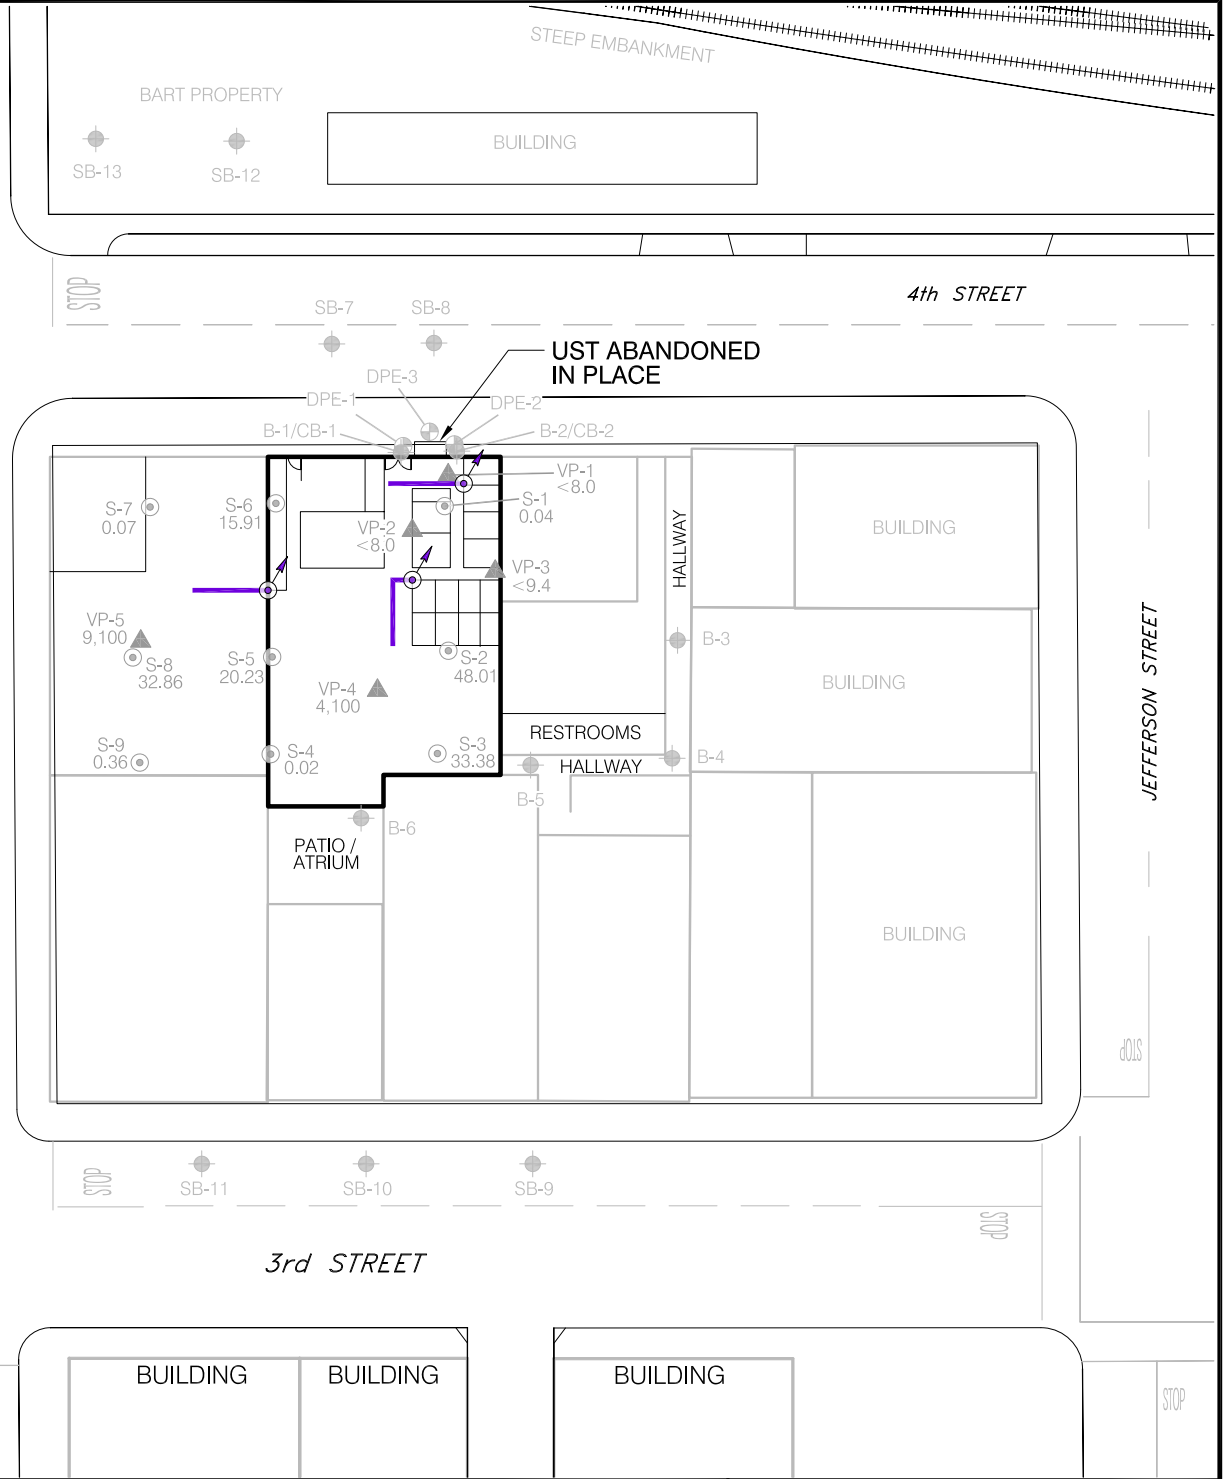 STEEP EMBANKMENT
BART PROPERTY
BUILDING
SB-13
SB-12
STOP
4th STREET
SB-7
SB-8
UST ABANDONED
IN PLACE
DPE-3
DPE-1
DPE-2
B-1/CB-1
B-2/CB-2
VP-1
<8.0
S-7
0.07
S-6
15.91
S-1
0.04
VP-2
<8.0
HALLWAY
BUILDING
VP-3
<9.4
VP-5
9,100
S-8
32.86
S-5
20.23
S-2
48.01
B-3
VP-4
4,100
BUILDING
JEFFERSON STREET
RESTROOMS
S-9
0.36
S-4
0.02
S-3
33.38
HALLWAY
B-4
B-5
B-6
PATIO /
ATRIUM
BUILDING
STOP
STOP
SB-11
SB-10
SB-9
STOP
3rd STREET
BUILDING
BUILDING
BUILDING
STOP